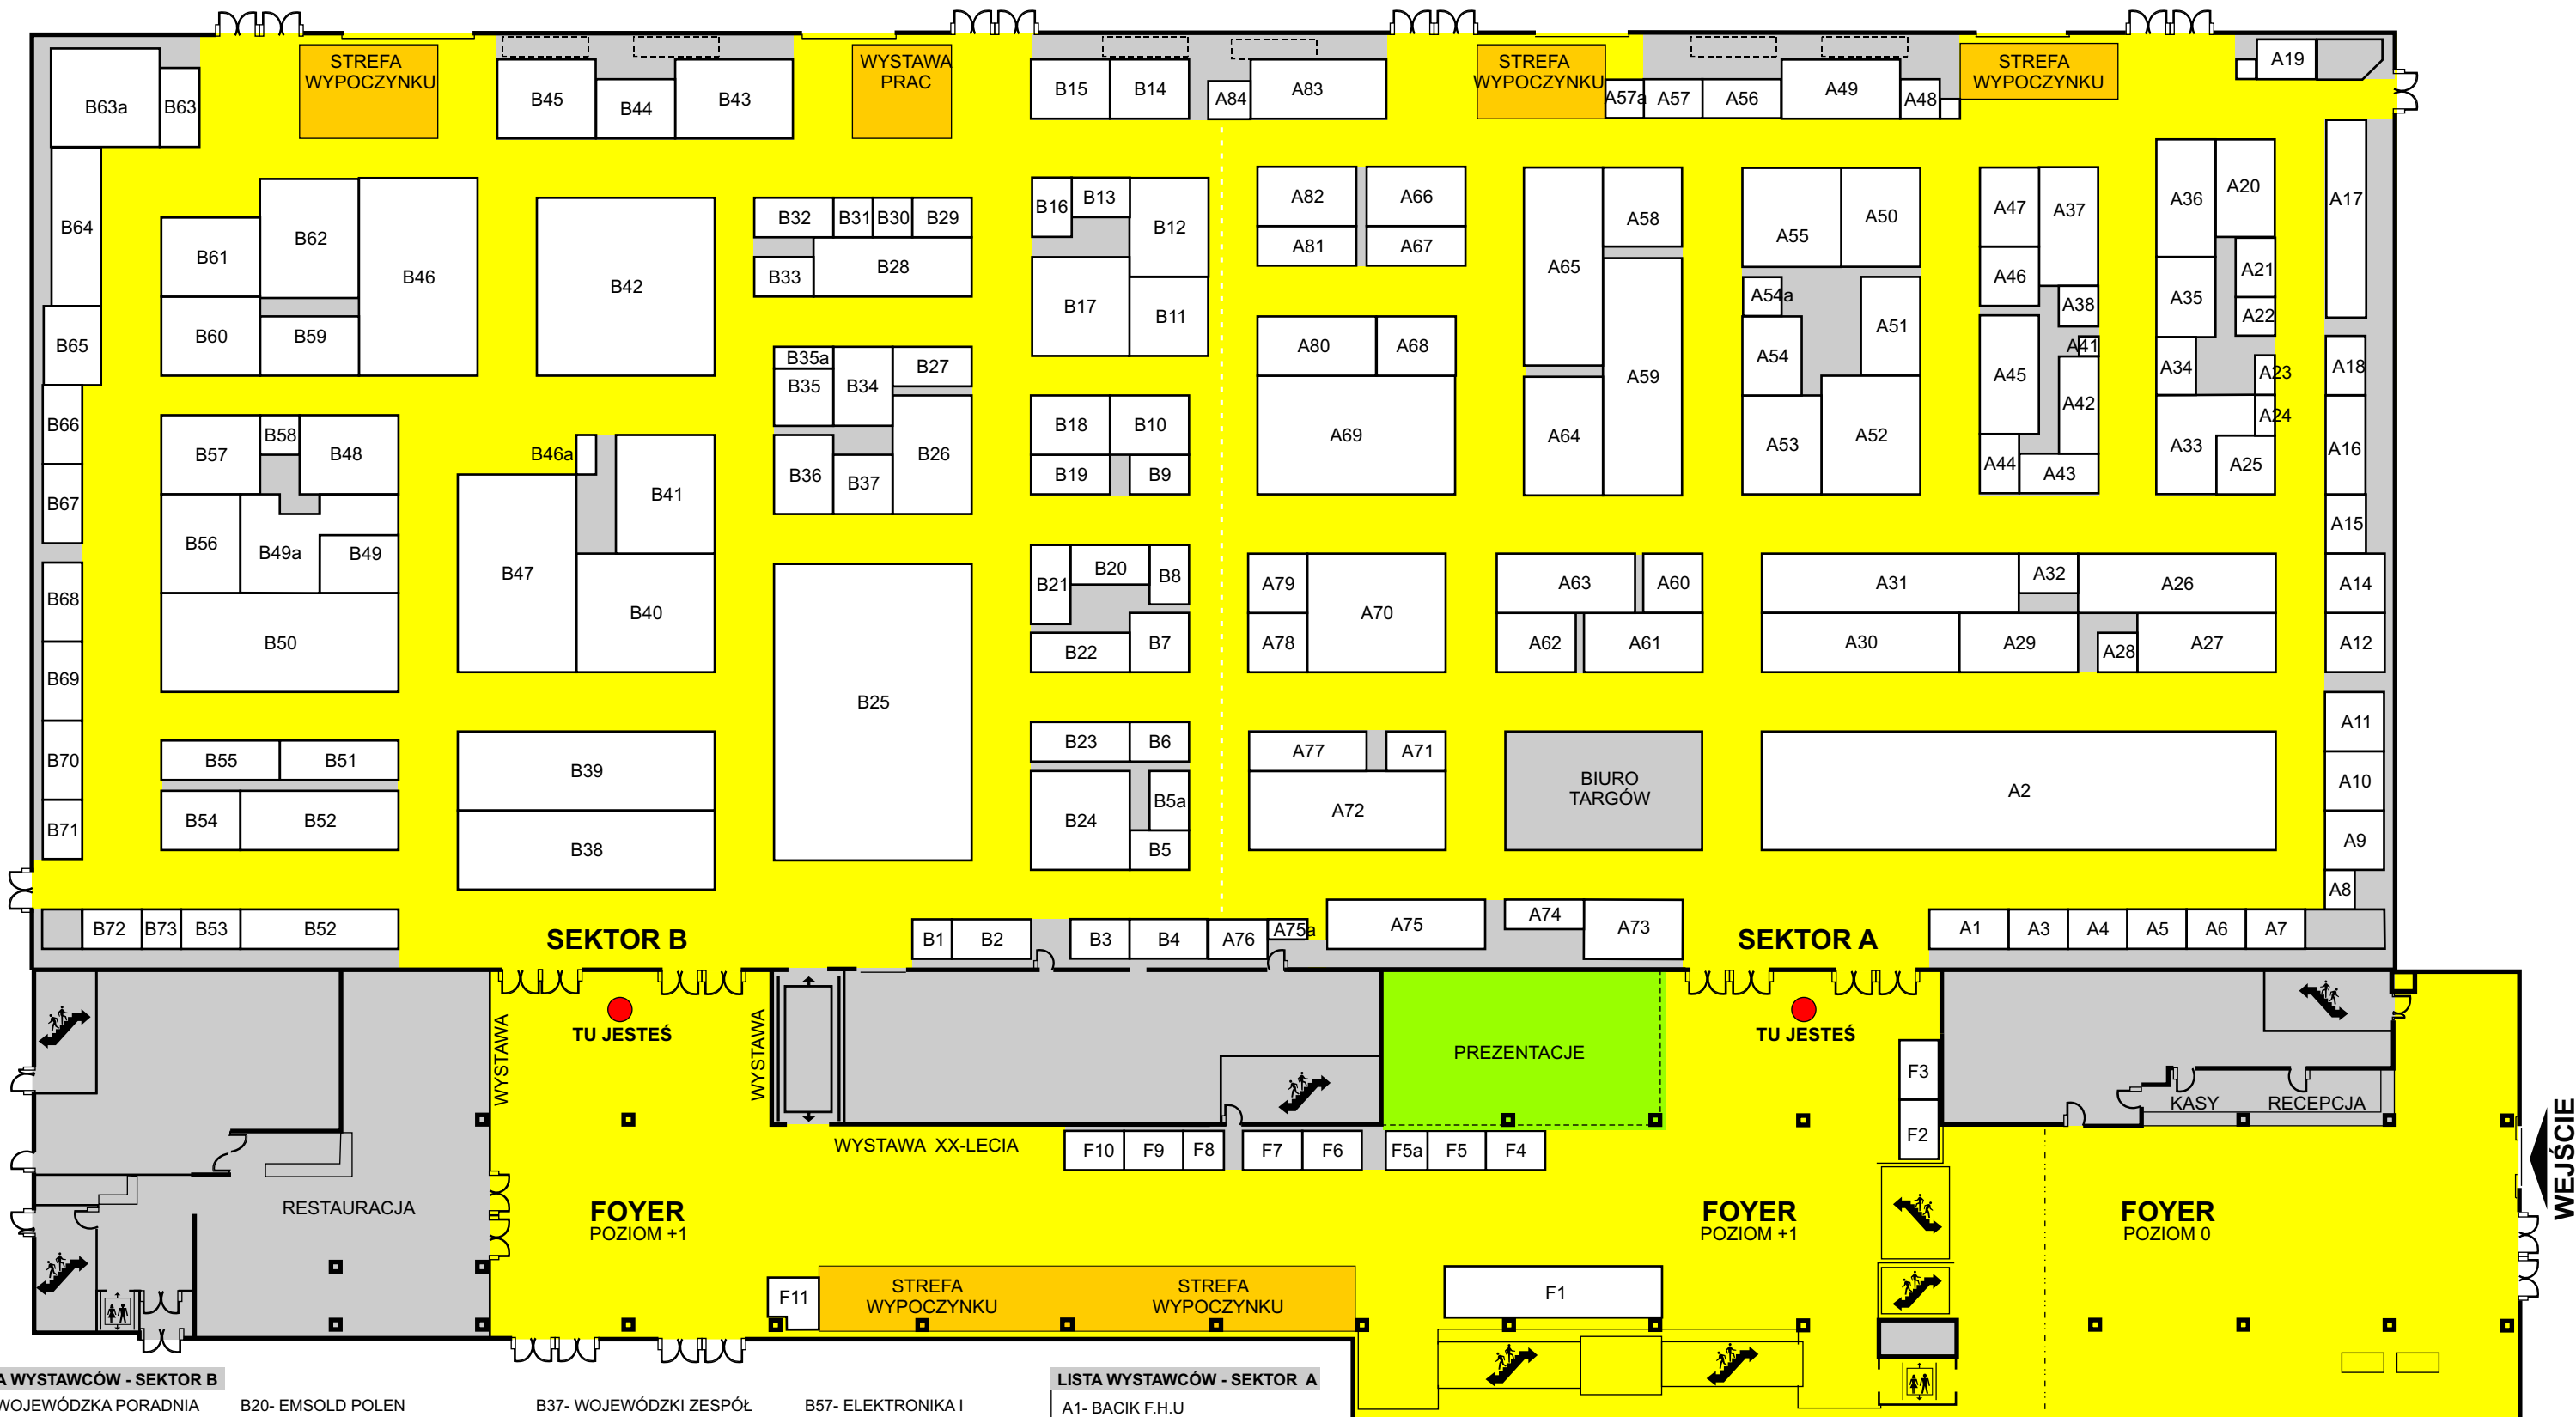 STREFA
WYPOCZYNKU
WYSTAWA
PRAC
STREFA
WYPOCZYNKU
STREFA
WYPOCZYNKU
A19
B63a
B63
B45
B44
B43
B15
B14
A84
A83
A57a
A57
A56
A49
A48
B64
B61
B62
B46
B42
B32
B31
B30
B29
B33
B28
B16
B13
B12
B17
B11
A82
A66
A81
A67
A65
A58
A55
A50
A47
A37
A36
A20
A17
B65
B60
B59
B35a
B35
B34
B27
A80
A68
A59
A54a
A54
A51
A46
A38
A35
A21
A22
A41
A34
A23
A18
B66
B57
B58
B48
B46a
B41
B36
B37
B26
B18
B10
B19
B9
A69
A64
A53
A52
A45
A42
A44
A43
A33
A24
A25
A16
B67
B56
B49a
B49
B47
B40
B21
B20
B8
A79
A70
A63
A60
A31
A32
A26
A15
A14
B68
B50
B25
B22
B7
A78
A62
A61
A30
A29
A28
A27
A12
B69
B70
B55
B51
B39
B23
B6
A77
A71
BIURO
TARGÓW
A2
A11
A10
B71
B54
B52
B38
B24
B5a
B5
A72
A9
A8
B72
B73
B53
B52
SEKTOR B
B1
B2
B3
B4
A76
A75a
A75
A74
A73
SEKTOR A
A1
A3
A4
A5
A6
A7
WYSTAWA
TU JESTEŚ
WYSTAWA
PREZENTACJE
TU JESTEŚ
F3
F2
KASY
RECEPCJA
WEJŚCIE
WYSTAWA XX-LECIA
F10
F9
F8
F7
F6
F5a
F5
F4
RESTAURACJA
FOYER
POZIOM +1
FOYER
POZIOM +1
FOYER
POZIOM 0
F11
STREFA
WYPOCZYNKU
STREFA
WYPOCZYNKU
F1
A WYSTAWCÓW - SEKTOR B
LISTA WYSTAWCÓW - SEKTOR A
WOJEWÓDZKA PORADNIA
B20- EMSOLD POLEN
B37- WOJEWÓDZKI ZESPÓŁ
B57- ELEKTRONIKA I
A1- BACIK F.H.U